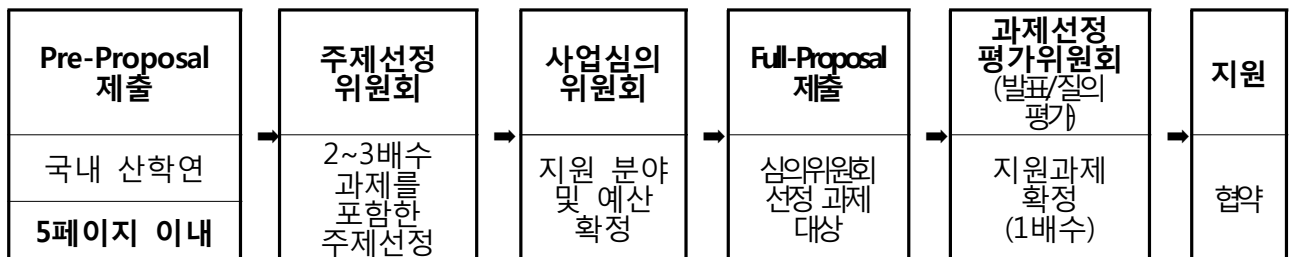 Pre-Proposal
제출
국내 산학연
5페이지 이내
➡
주제선정
위원회
2~3배수
과제를
포함한
주제선정
➡
사업심의
위원회
지원 분야
및 예산
확정
➡
Full-Proposal
제출
심의위원회
선정 과제
대상
➡
과제선정
평가위원회
(발표/질의
평가)
지원과제
확정
(1배수)
➡
지원
협약